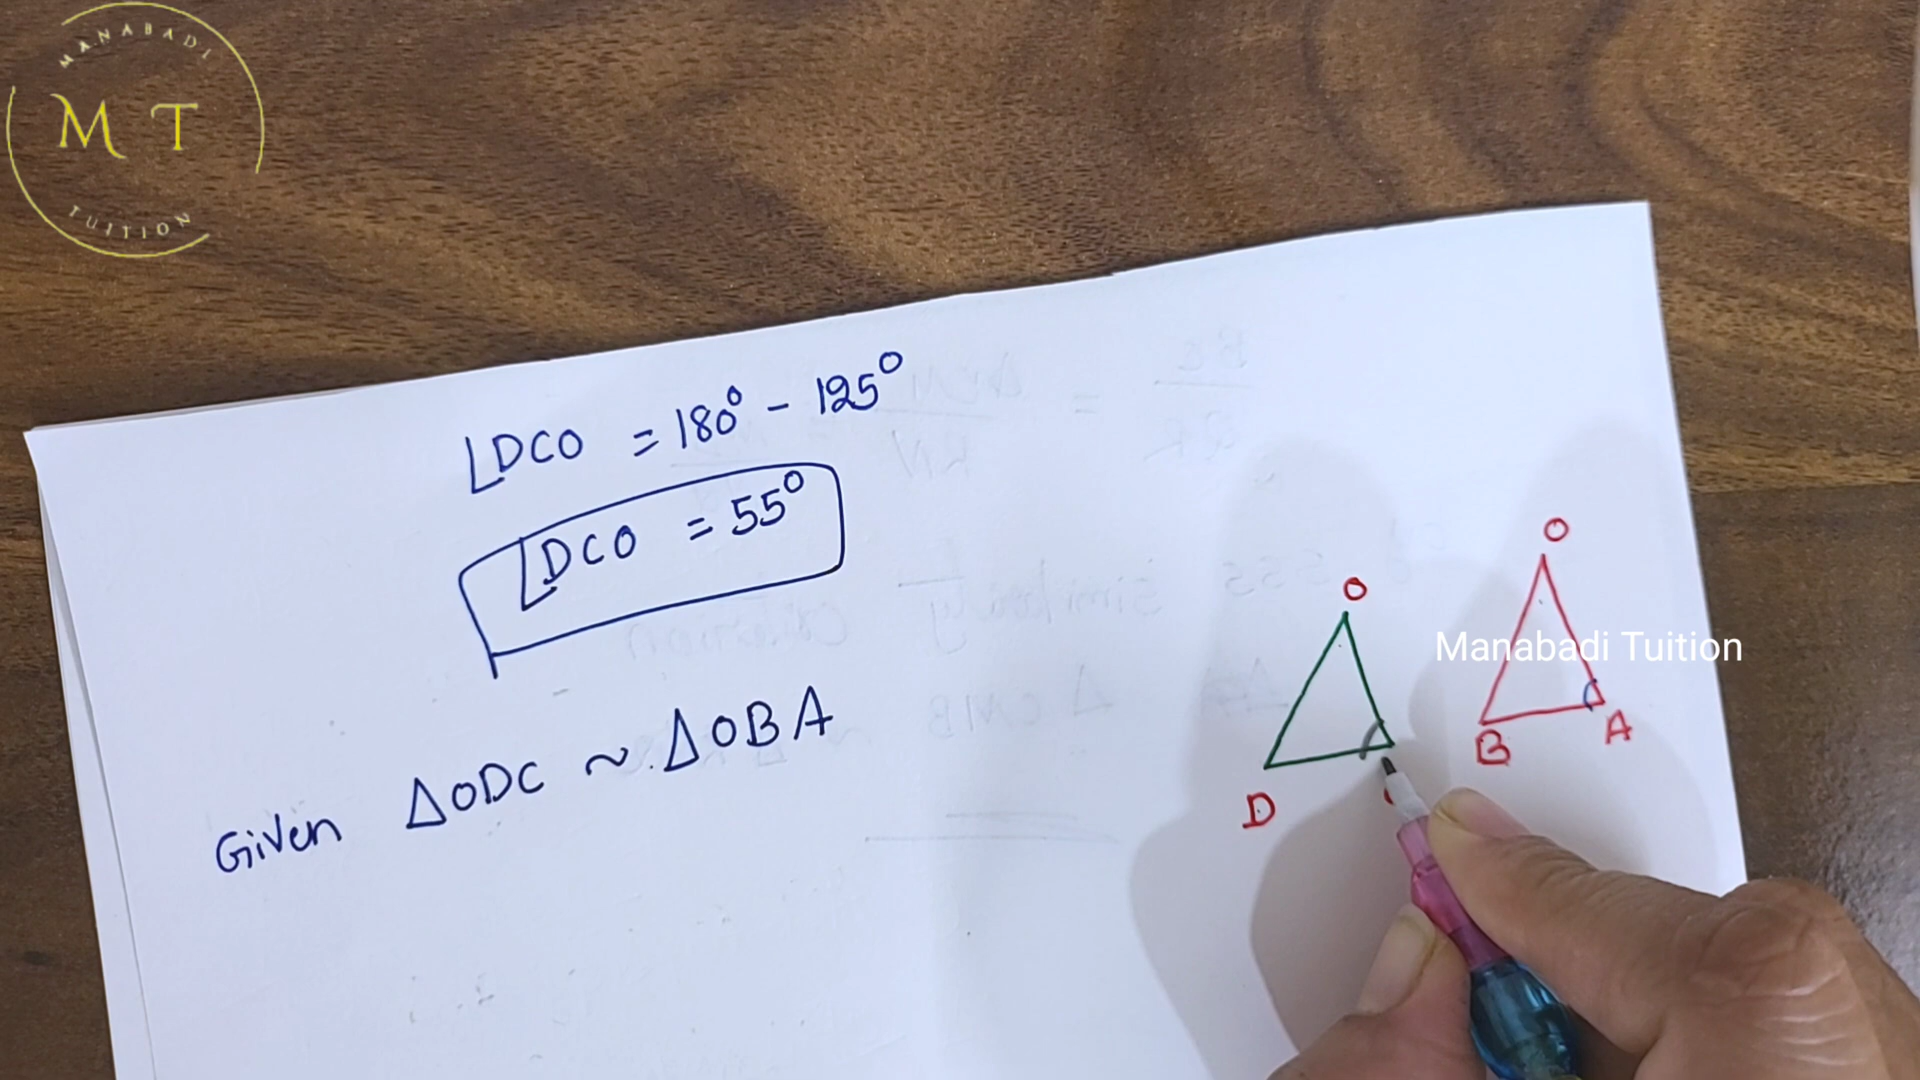 MANABADI
M T
TUITION
∠DCO = 180° - 125°
∠DCO = 55°
Given ΔODC ~ ΔOBA
O
D
O
B
A
Manabadi Tuition